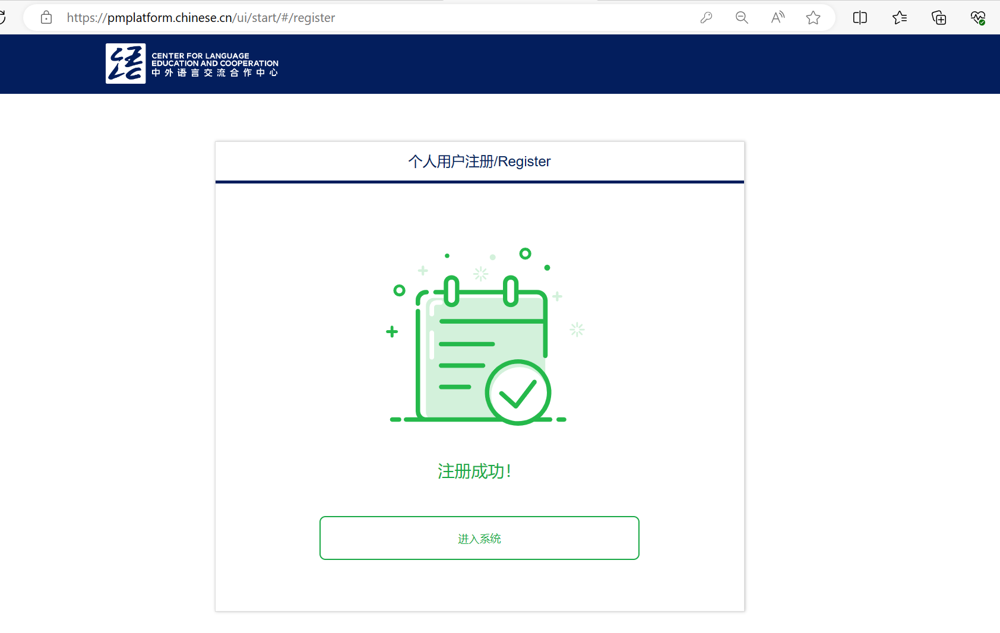 https://pmplatform.chinese.cn/ui/start/#/register
CENTER FOR LANGUAGE
EDUCATION AND COOPERATION
中外语言交流合作中心
个人用户注册/Register
注册成功！
进入系统